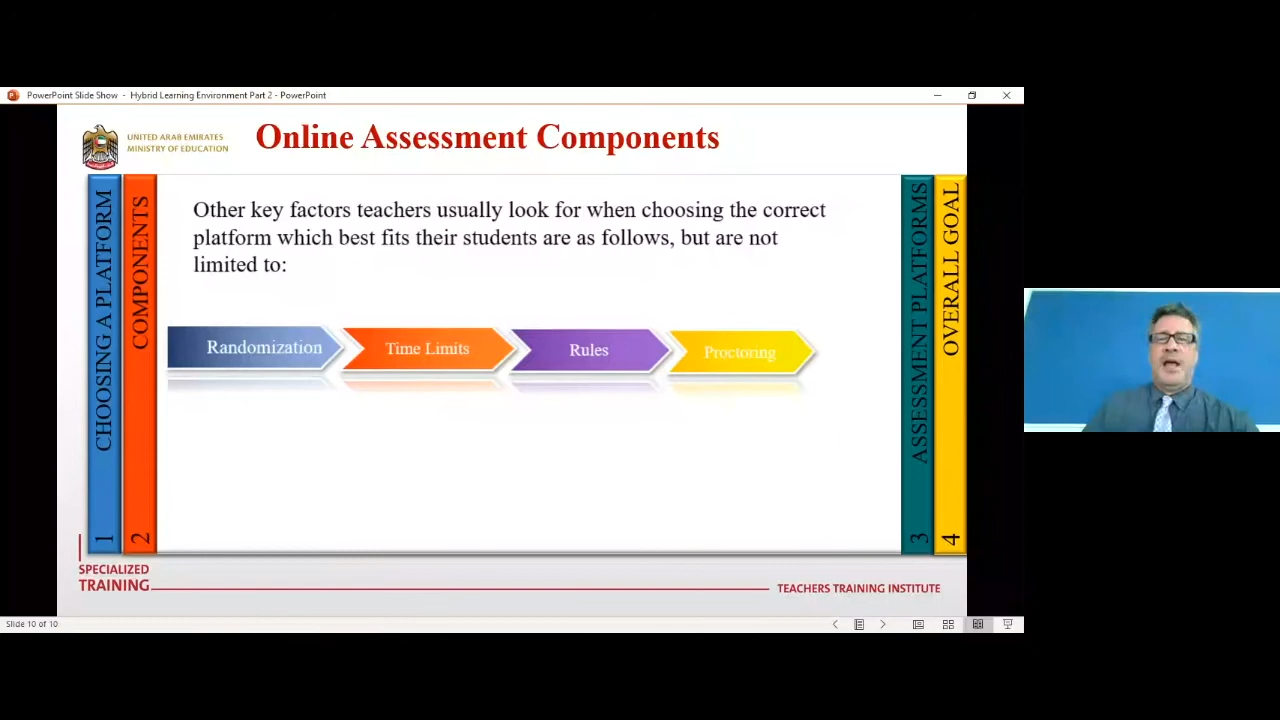 PowerPoint Slide Show - Hybrid Learning Environment Part 2 - PowerPoint
UNITED ARAB EMIRATES
MINISTRY OF EDUCATION
Online Assessment Components
1 CHOOSING A PLATFORM
2 COMPONENTS
Other key factors teachers usually look for when choosing the correct
platform which best fits their students are as follows, but are not
limited to:
Randomization
Time Limits
Rules
Proctoring
3 ASSESSMENT PLATFORMS
4 OVERALL GOAL
SPECIALIZED
TRAINING
TEACHERS TRAINING INSTITUTE
Slide 10 of 10